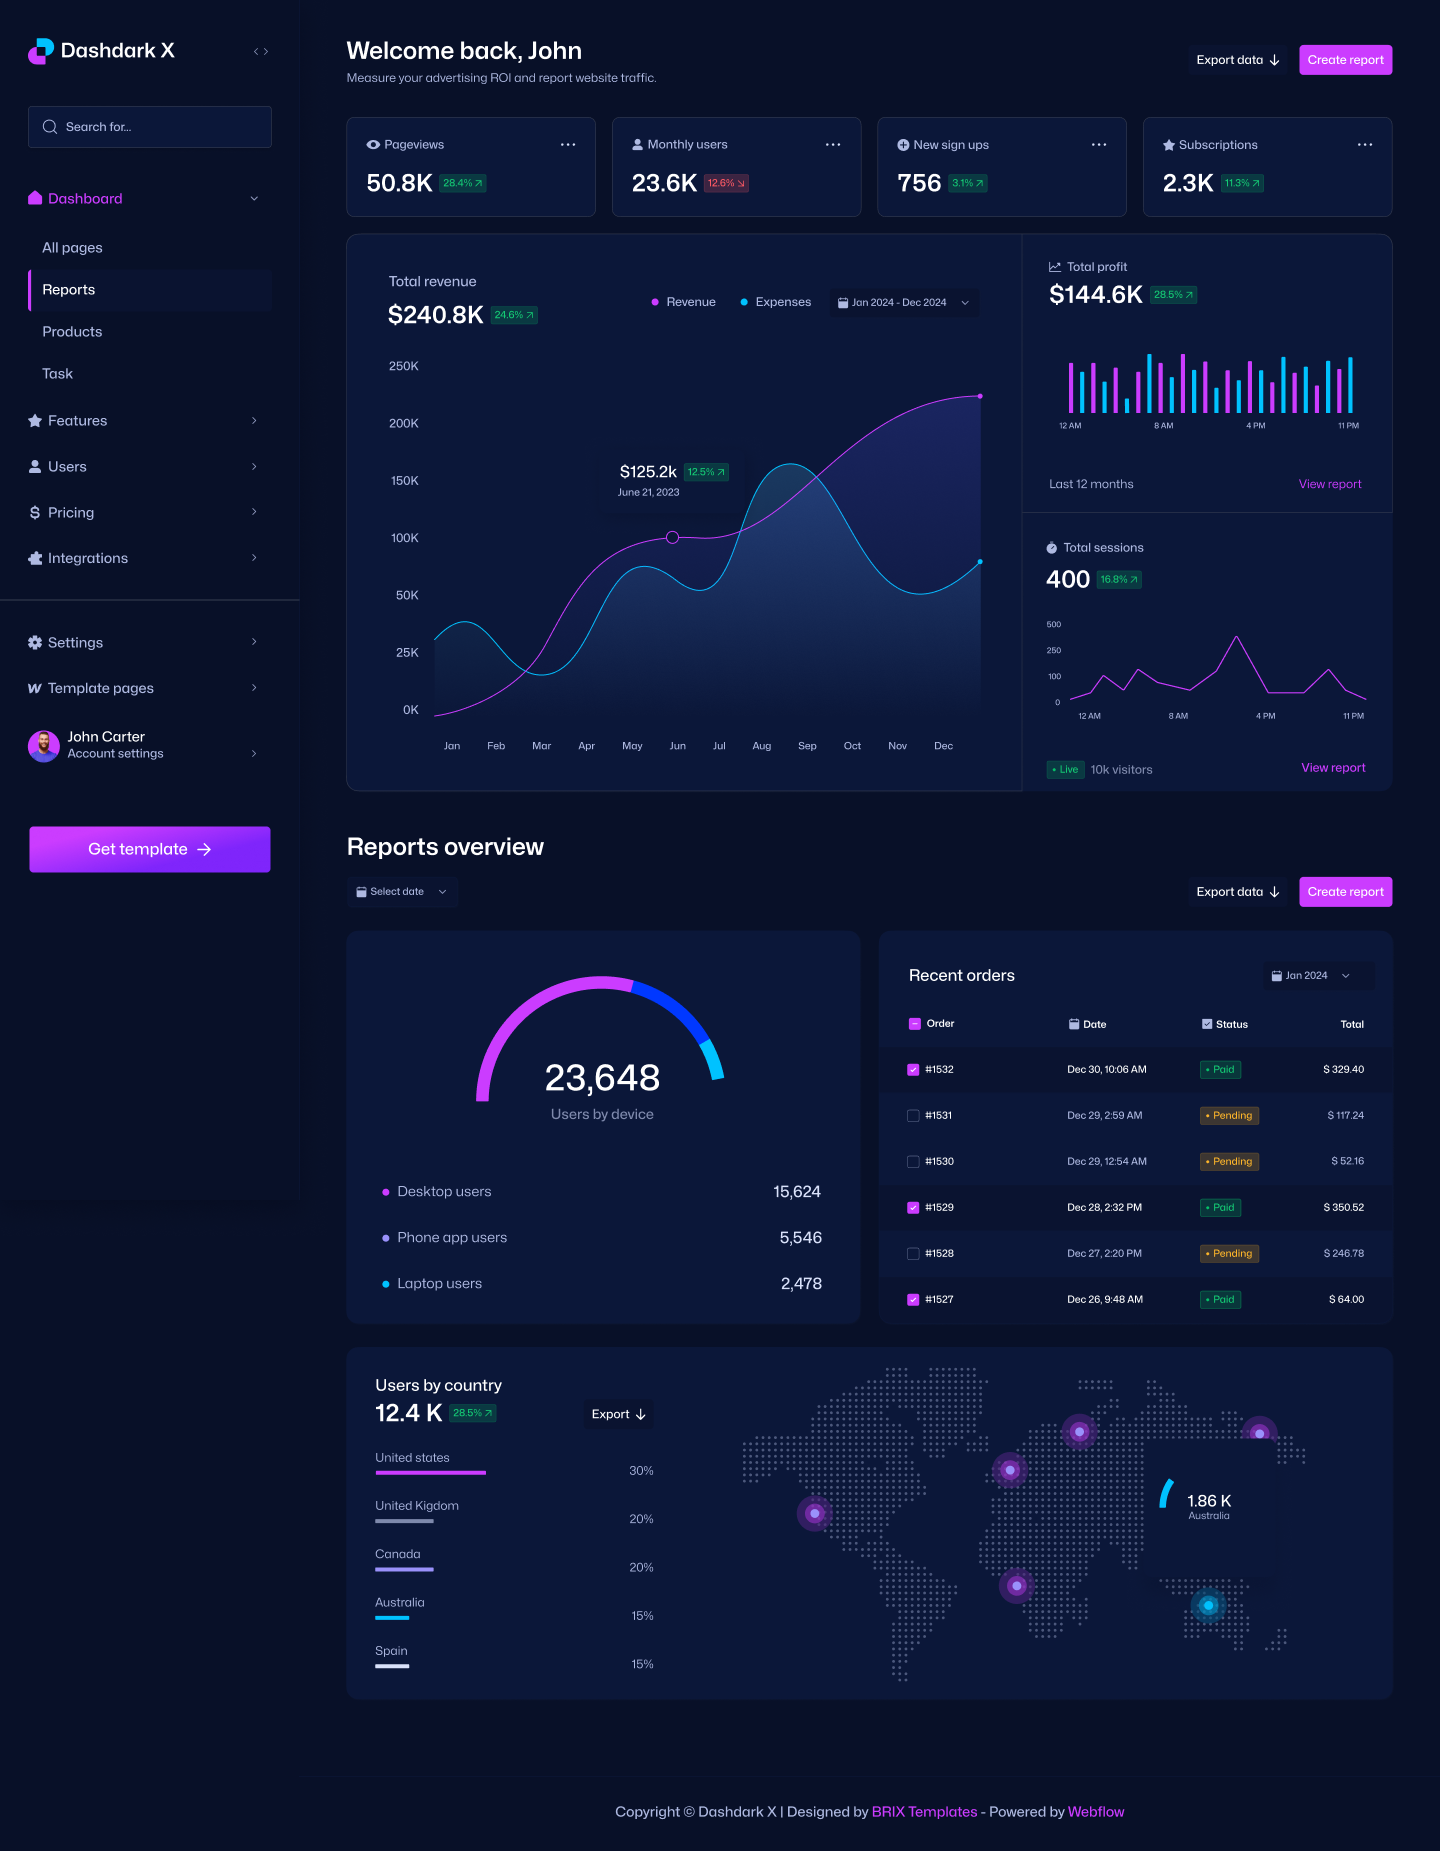 Dashdark X
Search for...
Dashboard
All pages
Reports
Products
Task
Features
Users
Pricing
Integrations
Settings
Template pages
John Carter
Account settings
Get template
Welcome back, John
Measure your advertising ROI and report website traffic.
Export data
Create report
Pageviews
50.8K 28.4%
Monthly users
23.6K 12.6%
New sign ups
756 3.1%
Subscriptions
2.3K 11.3%
Total revenue
$240.8K 24.6%
Revenue
Expenses
Jan 2024 - Dec 2024
250K
200K
150K
100K
50K
25K
0K
$125.2k 12.5%
June 21, 2023
Jan Feb Mar Apr May Jun Jul Aug Sep Oct Nov Dec
Total profit
$144.6K 28.5%
12 AM 8 AM 4 PM 11 PM
Last 12 months
View report
Total sessions
400 16.8%
500
250
100
0
12 AM 8 AM 4 PM 11 PM
Live 10k visitors
View report
Reports overview
Select date
Export data
Create report
23,648
Users by device
Desktop users 15,624
Phone app users 5,546
Laptop users 2,478
Recent orders
Jan 2024
Order Date Status Total
#1532 Dec 30, 10:06 AM Paid $ 329.40
#1531 Dec 29, 2:59 AM Pending $ 117.24
#1530 Dec 29, 12:54 AM Pending $ 52.16
#1529 Dec 28, 2:32 PM Paid $ 350.52
#1528 Dec 27, 2:20 PM Pending $ 246.78
#1527 Dec 26, 9:48 AM Paid $ 64.00
Users by country
12.4 K 28.5%
Export
United states
30%
United Kigdom
20%
Canada
20%
Australia
15%
Spain
15%
1.86 K
Australia
Copyright © Dashdark X | Designed by BRIX Templates - Powered by Webflow